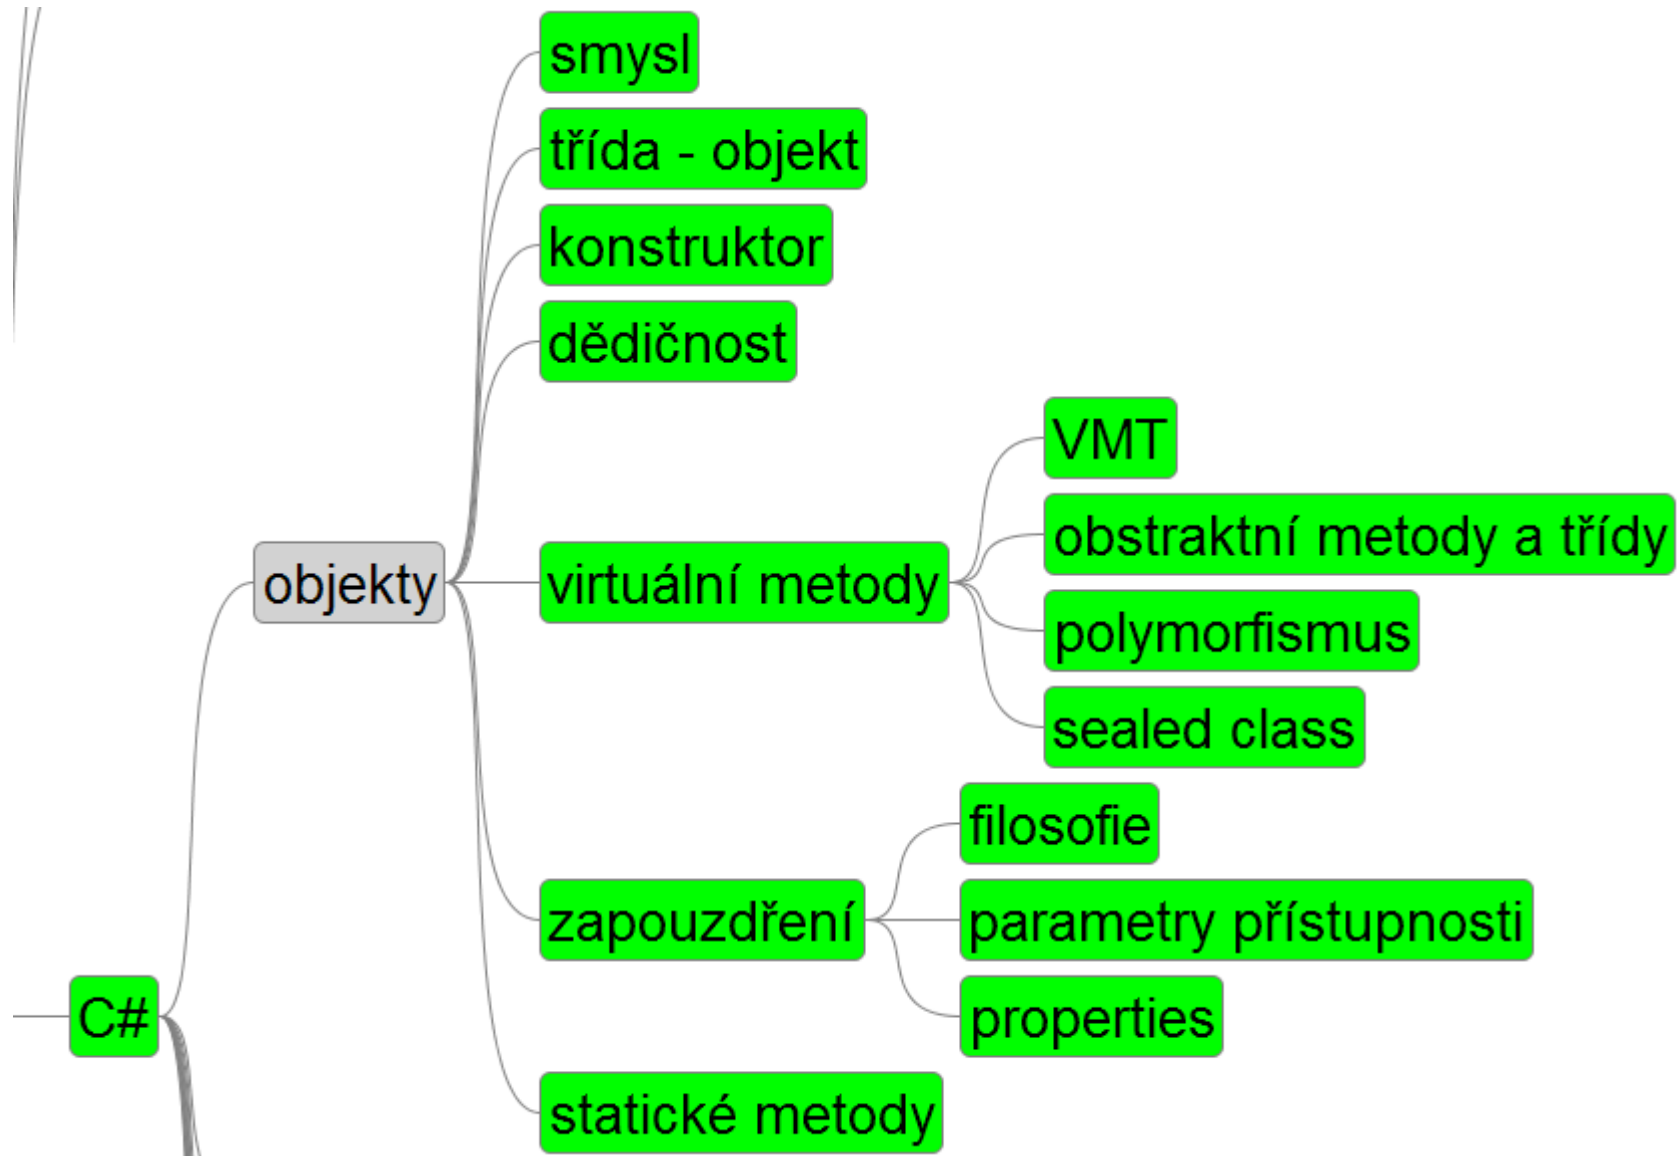 smysl
třída - objekt
konstruktor
dědičnost
VMT
obstraktní metody a třídy
objekty
virtuální metody
polymorfismus
sealed class
filosofie
zapouzdření
parametry přístupnosti
C#
properties
statické metody